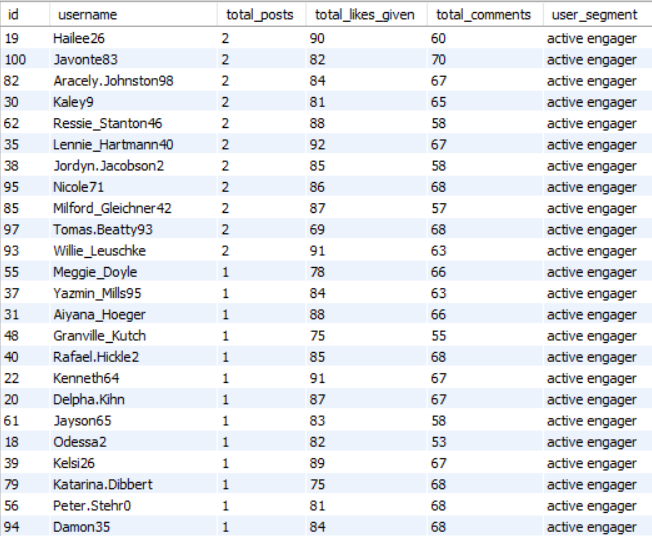 id username total_posts total_likes_given total_comments user_segment
19 Hailee26 2 90 60 active engager
100 Javonte83 2 82 70 active engager
82 Aracely.Johnston98 2 84 67 active engager
30 Kaley9 2 81 65 active engager
62 Ressie_Stanton46 2 88 58 active engager
35 Lennie_Hartmann40 2 92 67 active engager
38 Jordyn.Jacobson2 2 85 58 active engager
95 Nicole71 2 86 68 active engager
85 Milford_Gleichner42 2 87 57 active engager
97 Tomas.Beatty93 2 69 68 active engager
93 Willie_Leuschke 2 91 63 active engager
55 Meggie_Doyle 1 78 66 active engager
37 Yazmin_Mills95 1 84 63 active engager
31 Aiyana_Hoeger 1 88 66 active engager
48 Granville_Kutch 1 75 55 active engager
40 Rafael.Hickle2 1 85 68 active engager
22 Kenneth64 1 91 67 active engager
20 Delpha.Kihn 1 87 67 active engager
61 Jayson65 1 83 58 active engager
18 Odessa2 1 82 53 active engager
39 Kelsi26 1 89 67 active engager
79 Katarina.Dibbert 1 75 68 active engager
56 Peter.Stehr0 1 81 68 active engager
94 Damon35 1 84 68 active engager